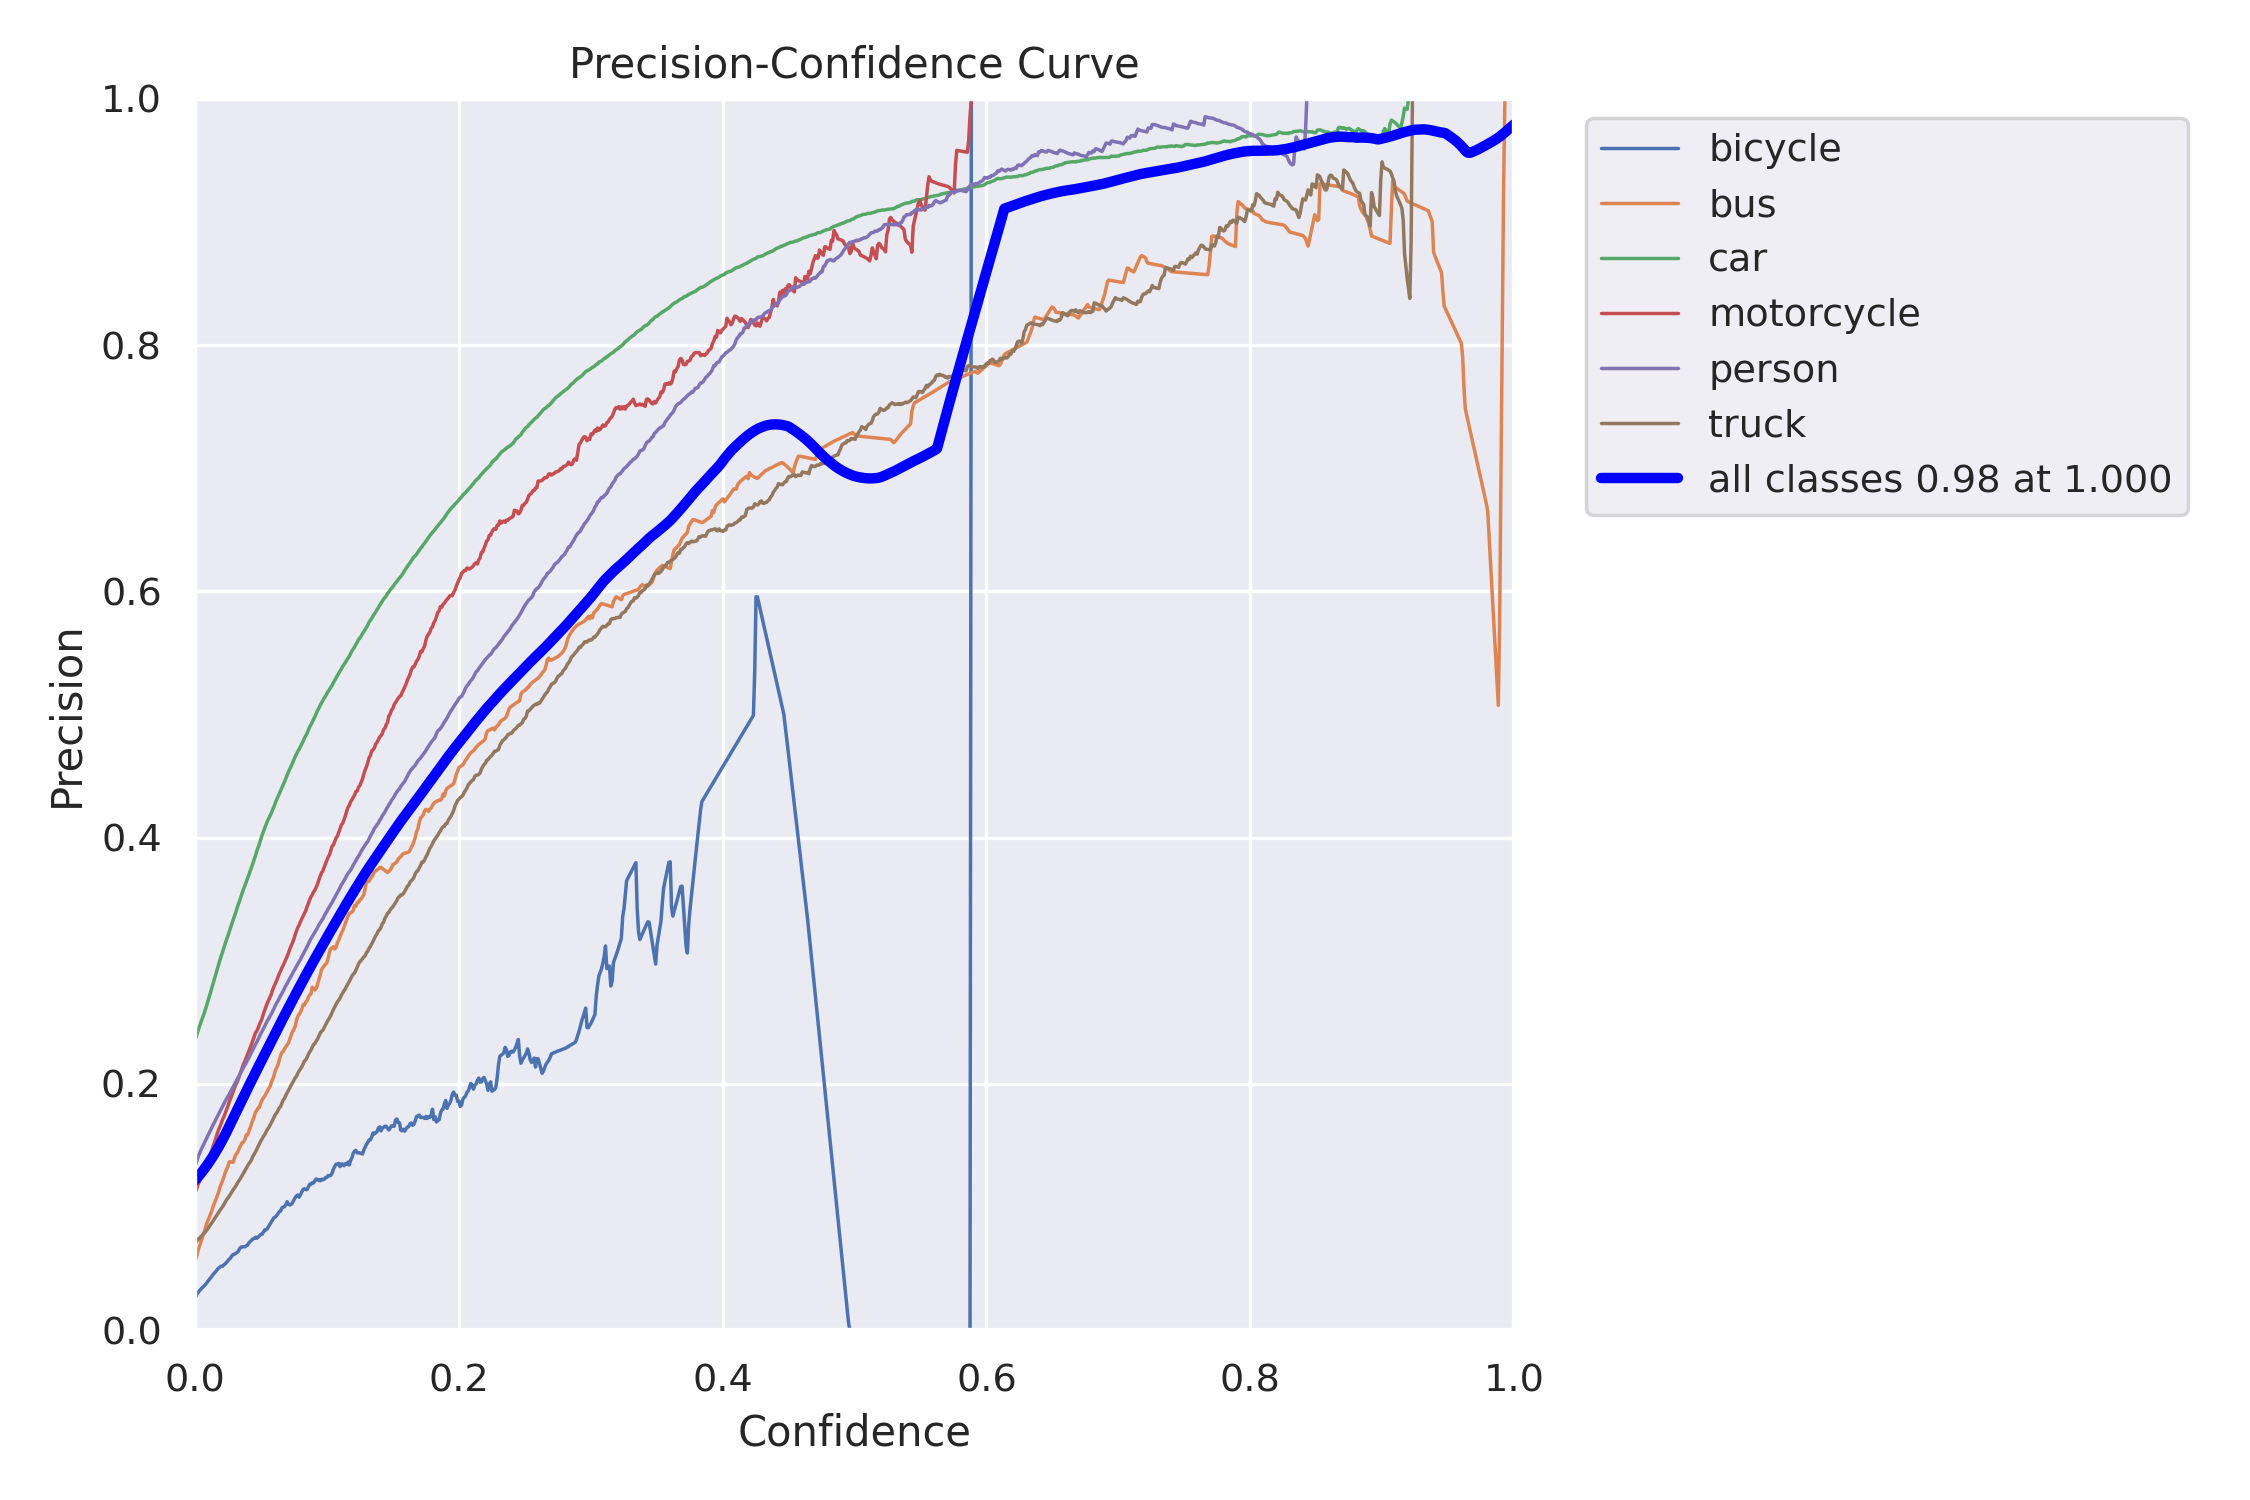 Precision-Confidence Curve
1.0
0.8
0.6
0.4
0.2
0.0
Precision
0.0 0.2 0.4 0.6 0.8 1.0
Confidence
bicycle
bus
car
motorcycle
person
truck
all classes 0.98 at 1.000